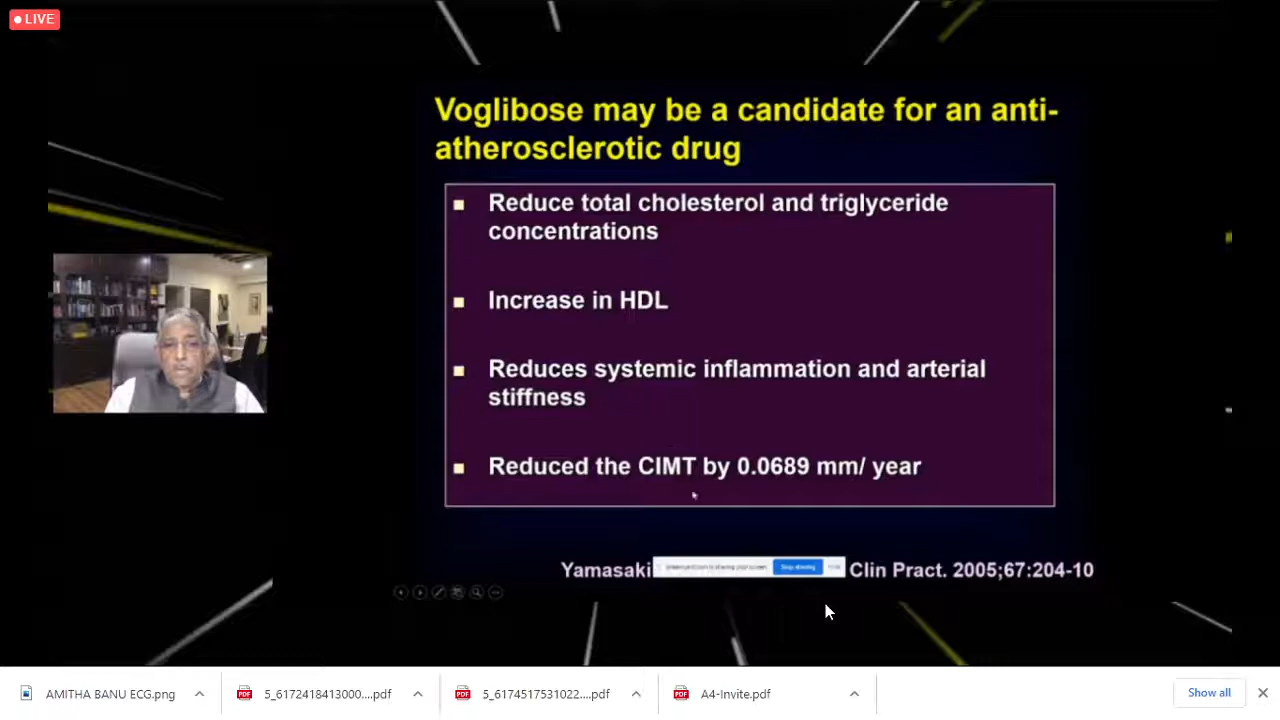 LIVE
Voglibose may be a candidate for an anti-
atherosclerotic drug
Reduce total cholesterol and triglyceride
concentrations
Increase in HDL
Reduces systemic inflammation and arterial
stiffness
Reduced the CIMT by 0.0689 mm/ year
Yamasaki
Stop sharing
Clin Pract. 2005;67:204-10
AMITHA BANU ECG.png
5_6172418413000....pdf
5_6174517531022....pdf
A4-Invite.pdf
Show all